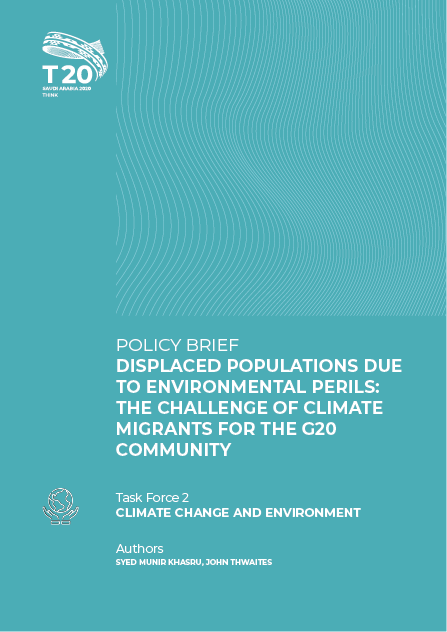 T20
SAUDI ARABIA 2020
THINK
POLICY BRIEF
DISPLACED POPULATIONS DUE
TO ENVIRONMENTAL PERILS:
THE CHALLENGE OF CLIMATE
MIGRANTS FOR THE G20
COMMUNITY
Task Force 2
CLIMATE CHANGE AND ENVIRONMENT
Authors
SYED MUNIR KHASRU, JOHN THWAITES